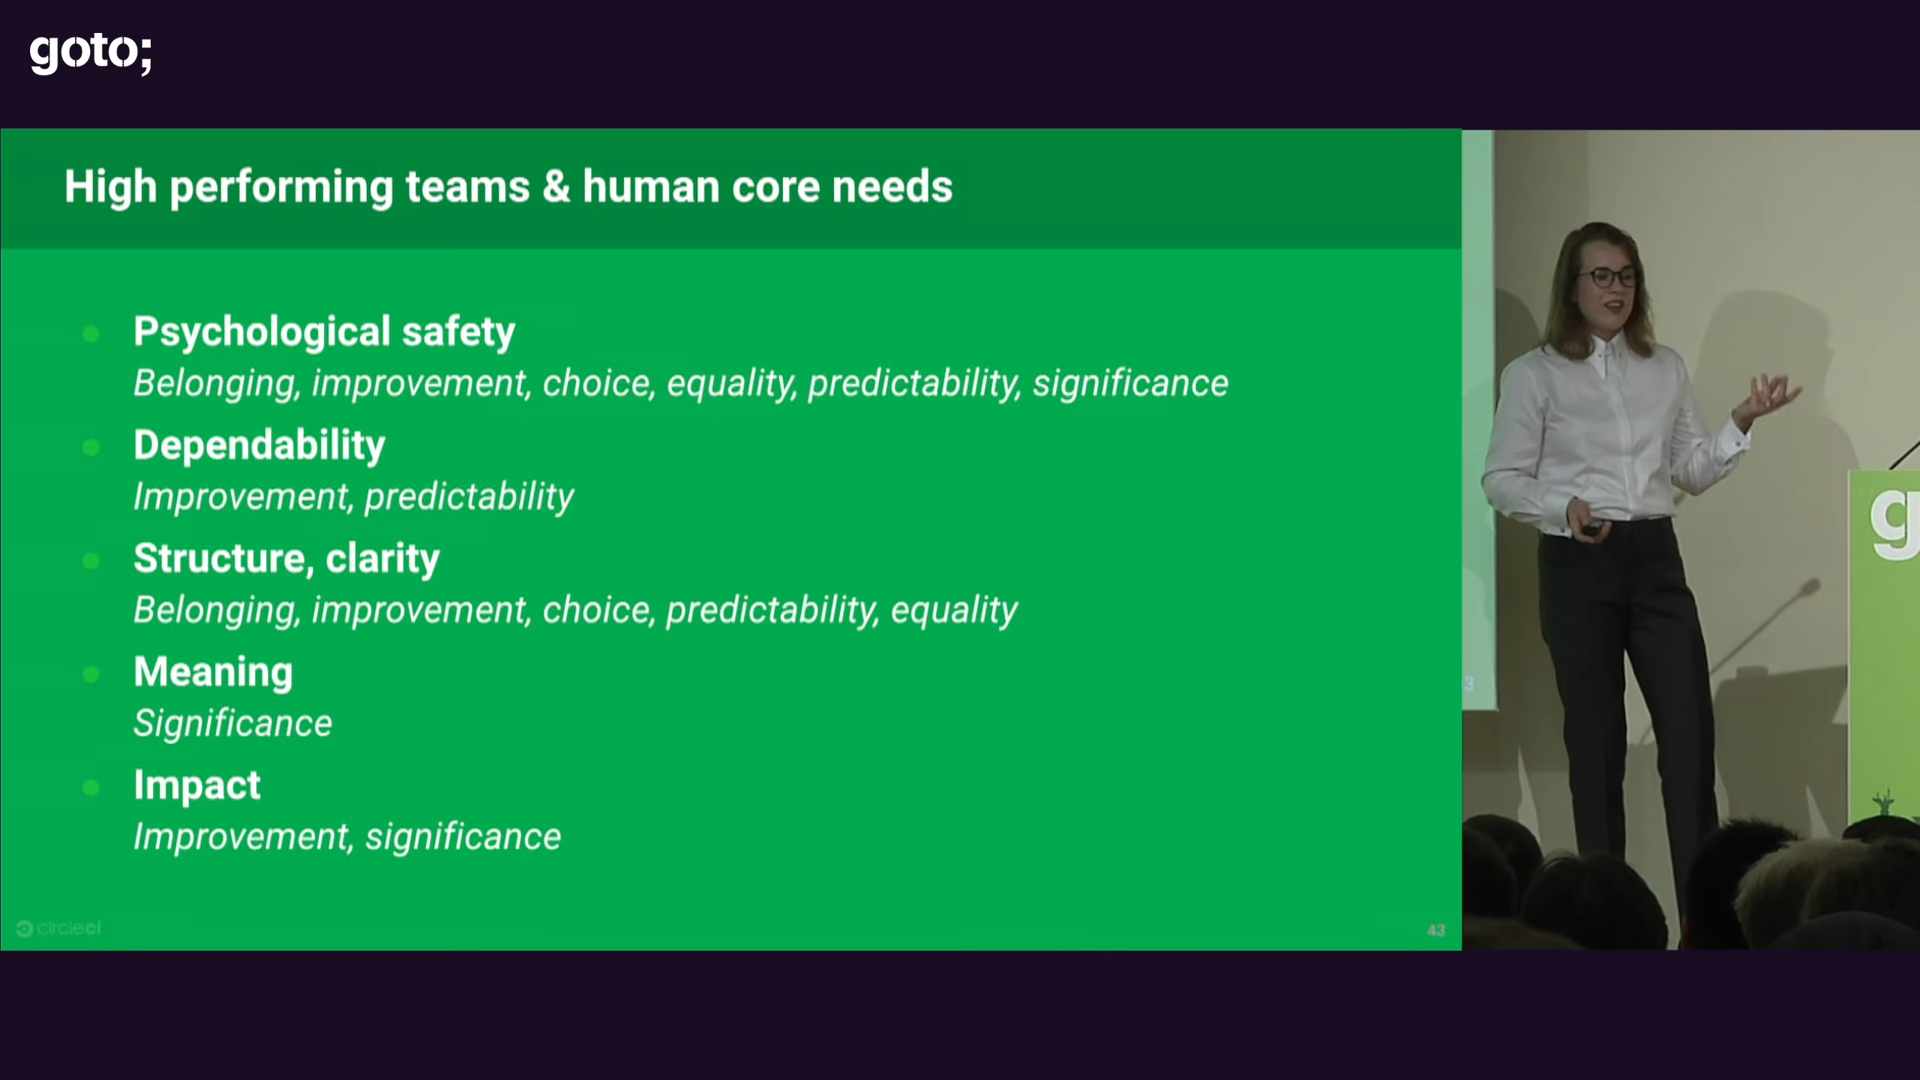 goto;
High performing teams & human core needs
Psychological safety
Belonging, improvement, choice, equality, predictability, significance
Dependability
Improvement, predictability
Structure, clarity
Belonging, improvement, choice, predictability, equality
Meaning
Significance
Impact
Improvement, significance
circleci
43
3
g